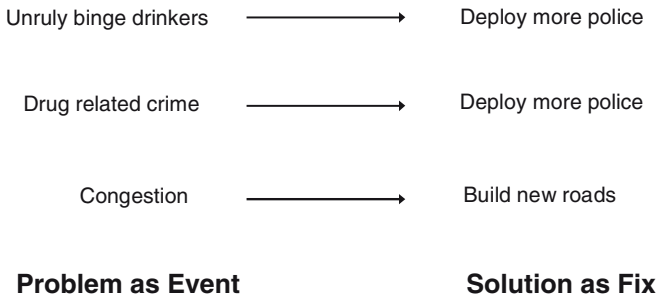 Unruly binge drinkers Deploy more police
Drug related crime Deploy more police
Congestion Build new roads
Problem as Event Solution as Fix